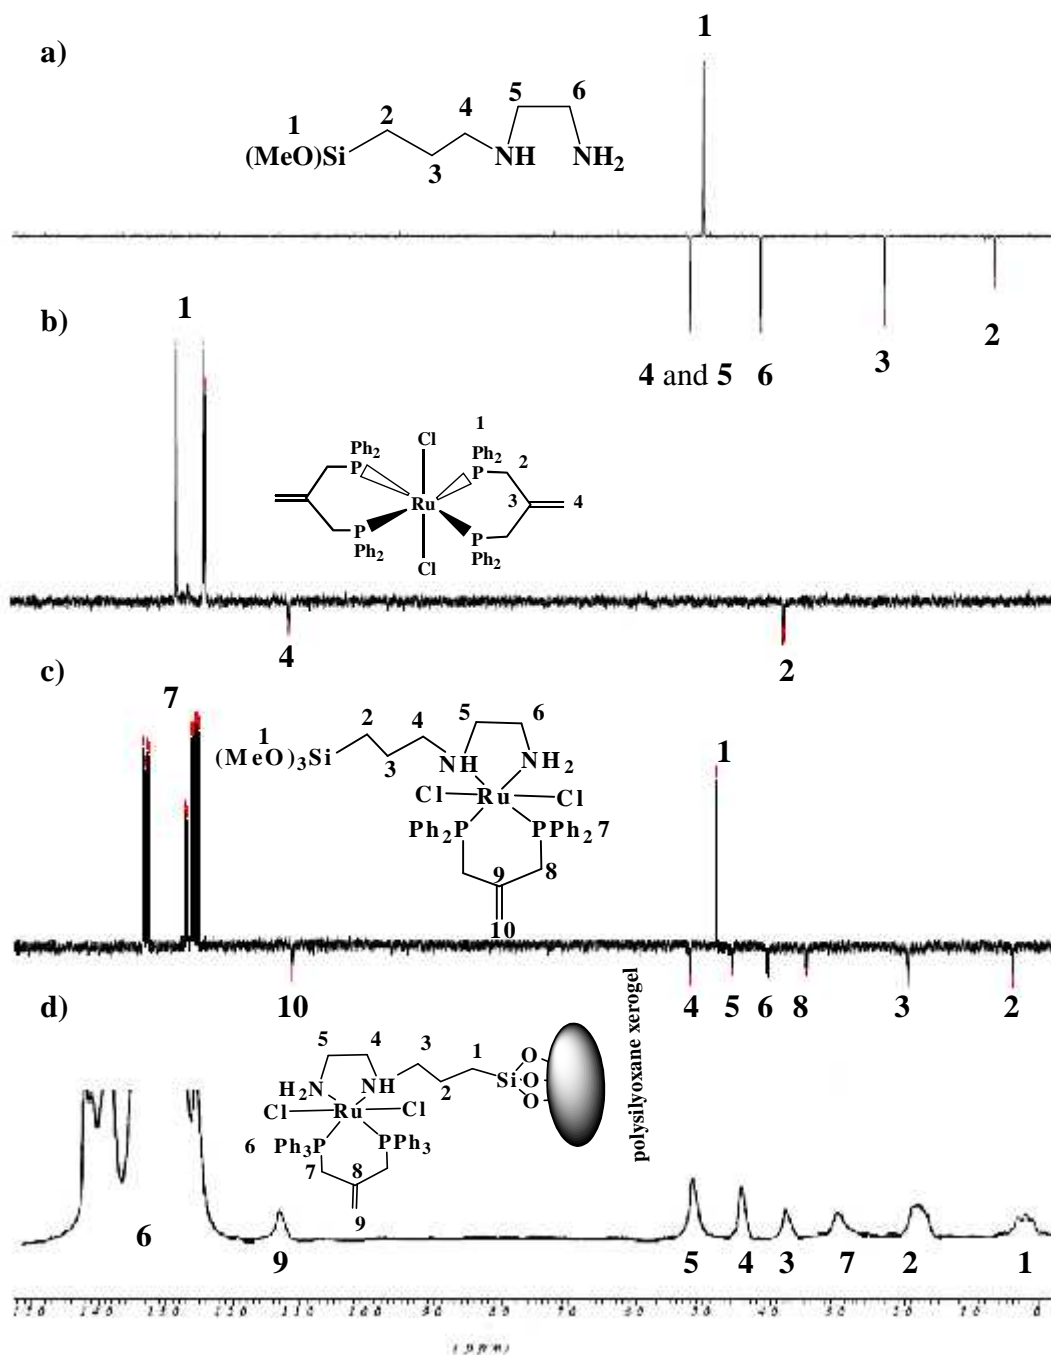 a)
1
1
2
3
4
5
6
(MeO)Si
NH
NH2
4 and 5 6 3 2
b)
1
Ph2
P
Cl
1
Ph2
P
2
Ru
3
4
P
Ph2
Cl
P
Ph2
4
2
c)
7
1
(MeO)3Si
2
3
4
5
6
NH
NH2
Cl
Ru
Cl
Ph2P
PPh2 7
9
8
10
1
10
4 5 6 8 3 2
d)
5
4
3
2
1
H2N
NH
Si
O
O
O
polysilyoxane xerogel
Cl
Ru
Cl
6
Ph3P
PPh3
7
8
9
6
9
5 4 3 7 2 1
(ppm)